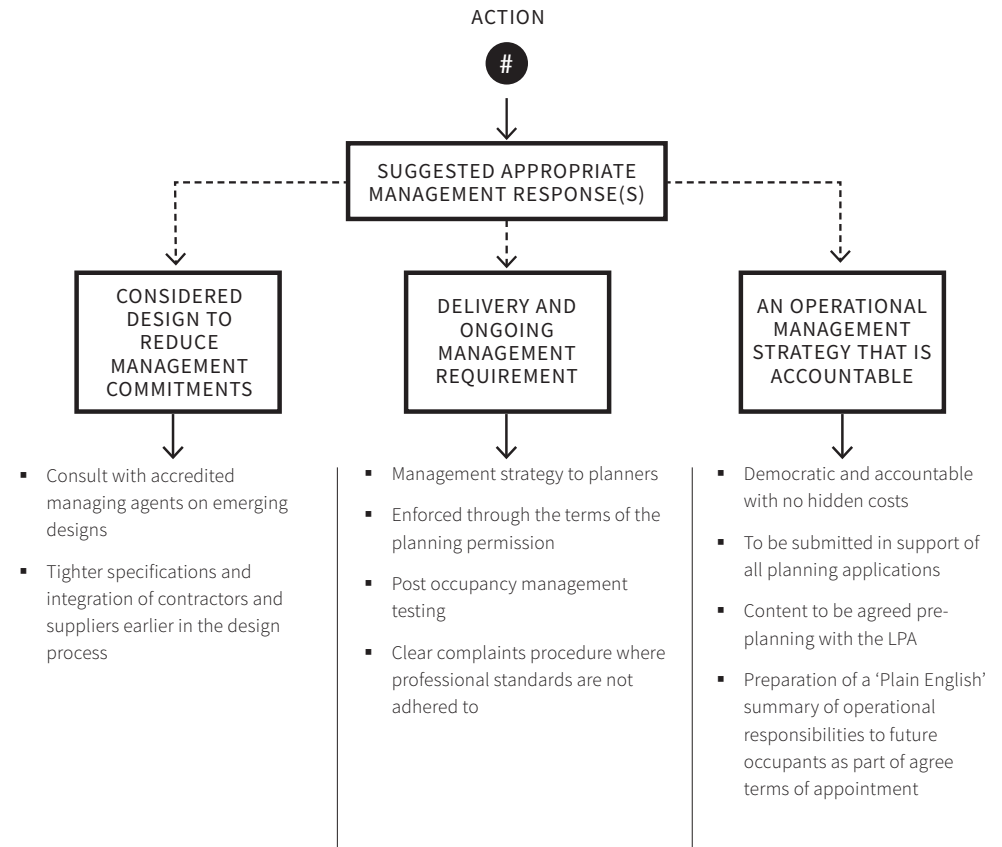 ACTION
#
SUGGESTED APPROPRIATE
MANAGEMENT RESPONSE(S)
CONSIDERED
DESIGN TO
REDUCE
MANAGEMENT
COMMITMENTS
DELIVERY AND
ONGOING
MANAGEMENT
REQUIREMENT
AN OPERATIONAL
MANAGEMENT
STRATEGY THAT IS
ACCOUNTABLE
▪ Consult with accredited
managing agents on emerging
designs
▪ Tighter specifications and
integration of contractors and
suppliers earlier in the design
process
▪ Management strategy to planners
▪ Enforced through the terms of the
planning permission
▪ Post occupancy management
testing
▪ Clear complaints procedure where
professional standards are not
adhered to
▪ Democratic and accountable
with no hidden costs
▪ To be submitted in support of
all planning applications
▪ Content to be agreed pre-
planning with the LPA
▪ Preparation of a ‘Plain English’
summary of operational
responsibilities to future
occupants as part of agree
terms of appointment